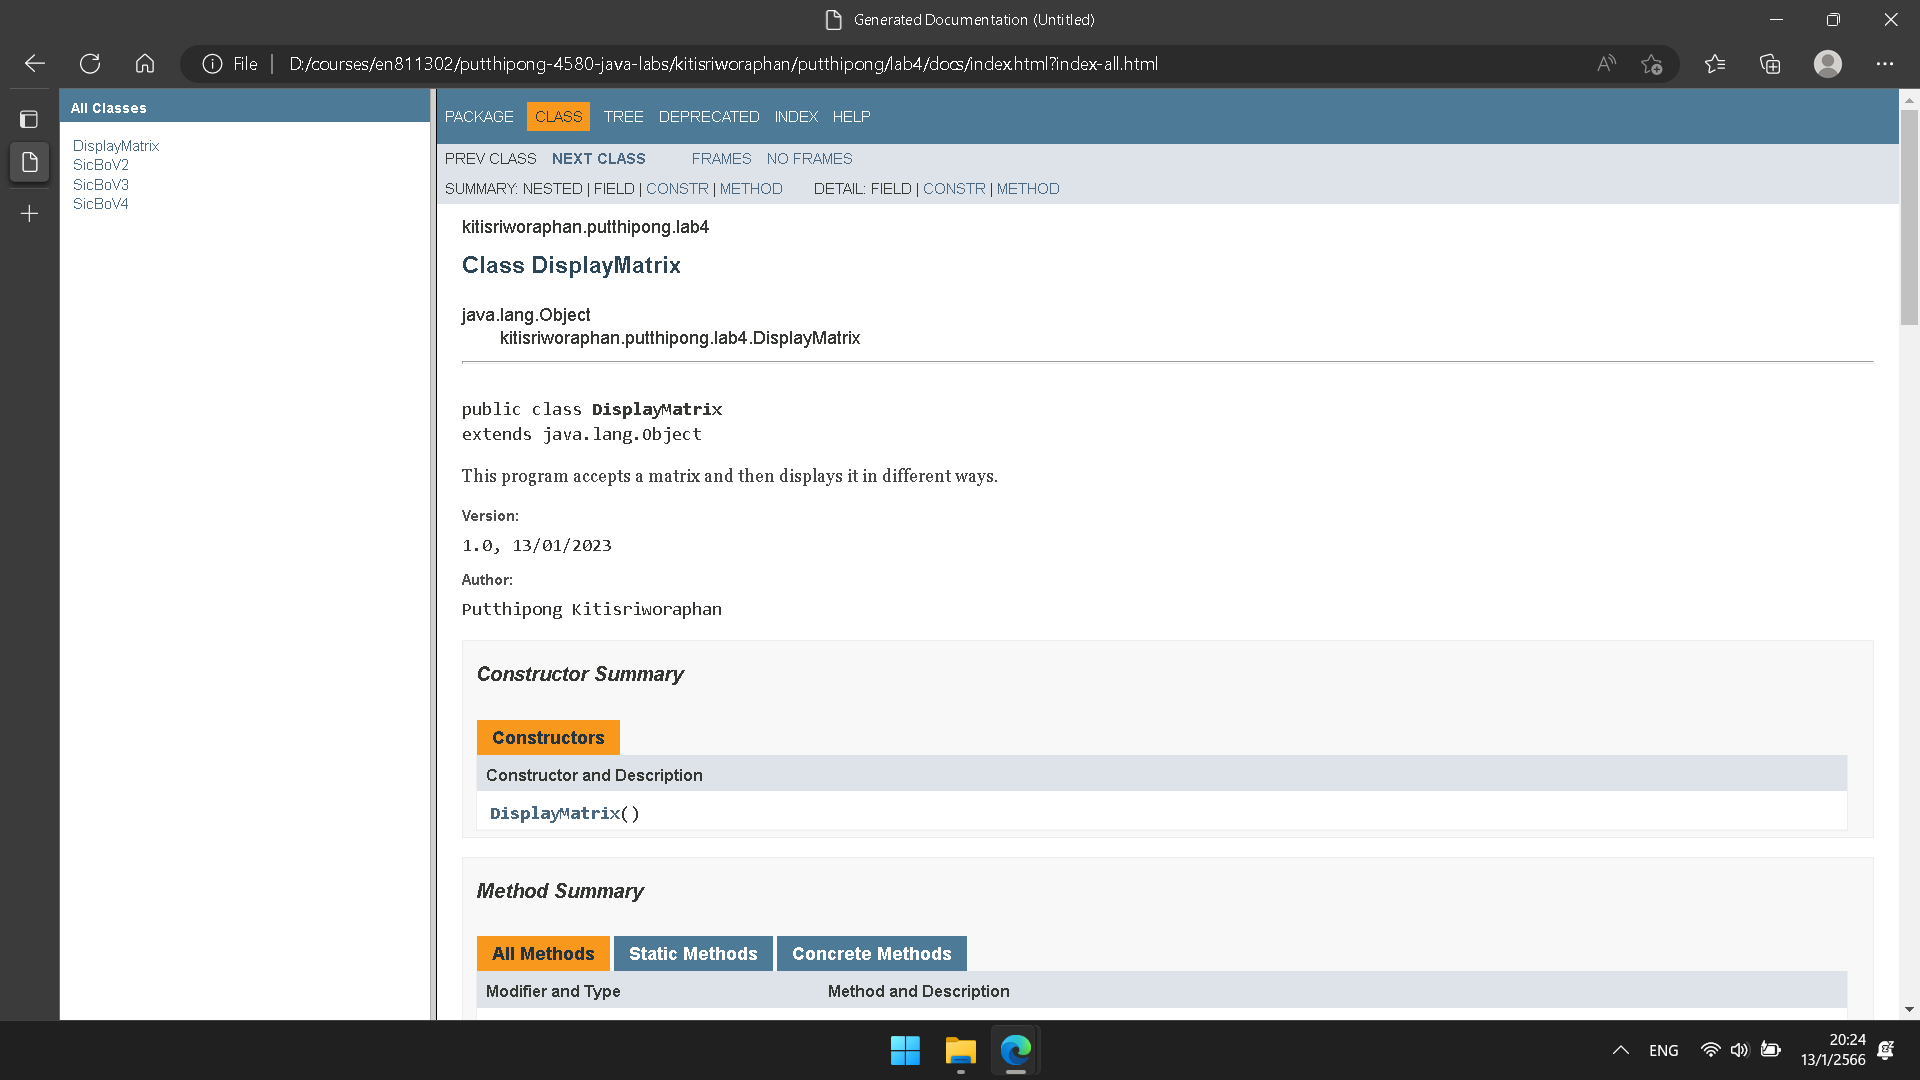 Generated Documentation (Untitled)
File | D:/courses/en811302/putthipong-4580-java-labs/kitisriworaphan/putthipong/lab4/docs/index.html?index-all.html
All Classes
DisplayMatrix
SicBoV2
SicBoV3
SicBoV4
PACKAGE CLASS TREE DEPRECATED INDEX HELP
PREV CLASS NEXT CLASS FRAMES NO FRAMES
SUMMARY: NESTED | FIELD | CONSTR | METHOD DETAIL: FIELD | CONSTR | METHOD
kitisriworaphan.putthipong.lab4
Class DisplayMatrix
java.lang.Object
kitisriworaphan.putthipong.lab4.DisplayMatrix
public class DisplayMatrix
extends java.lang.Object
This program accepts a matrix and then displays it in different ways.
Version:
1.0, 13/01/2023
Author:
Putthipong Kitisriworaphan
Constructor Summary
Constructors
Constructor and Description
DisplayMatrix()
Method Summary
All Methods Static Methods Concrete Methods
Modifier and Type Method and Description
ENG
20:24
13/1/2566